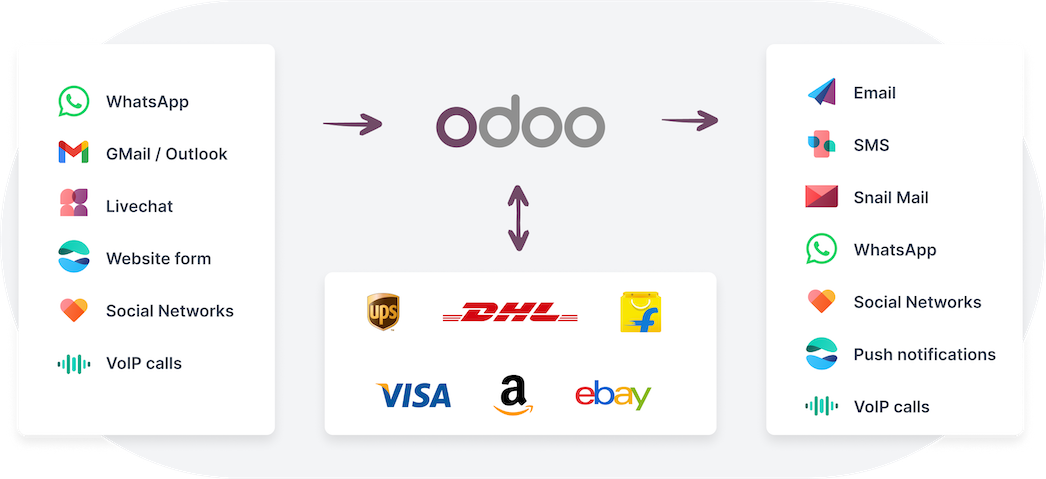 WhatsApp
GMail / Outlook
Livechat
Website form
Social Networks
VoIP calls
odoo
ups
DHL
f
VISA
a
ebay
Email
SMS
Snail Mail
WhatsApp
Social Networks
Push notifications
VoIP calls